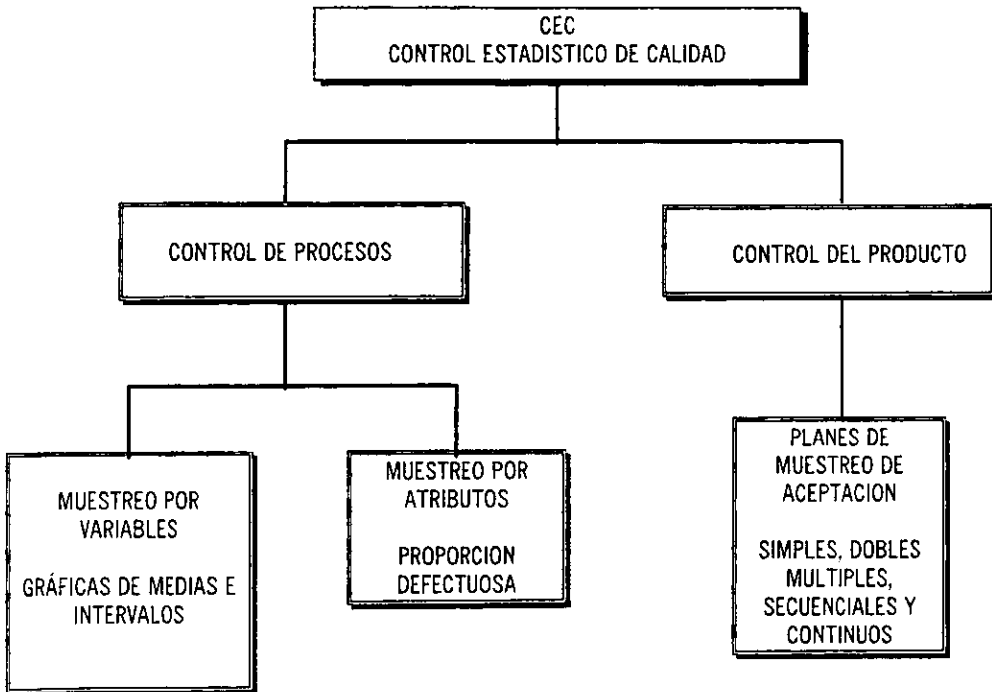 CEC
CONTROL ESTADISTICO DE CALIDAD
CONTROL DE PROCESOS
CONTROL DEL PRODUCTO
MUESTREO POR
VARIABLES
GRÁFICAS DE MEDIAS E
INTERVALOS
MUESTREO POR
ATRIBUTOS
PROPORCION
DEFECTUOSA
PLANES DE
MUESTREO DE
ACEPTACION
SIMPLES, DOBLES
MULTIPLES,
SECUENCIALES Y
CONTINUOS